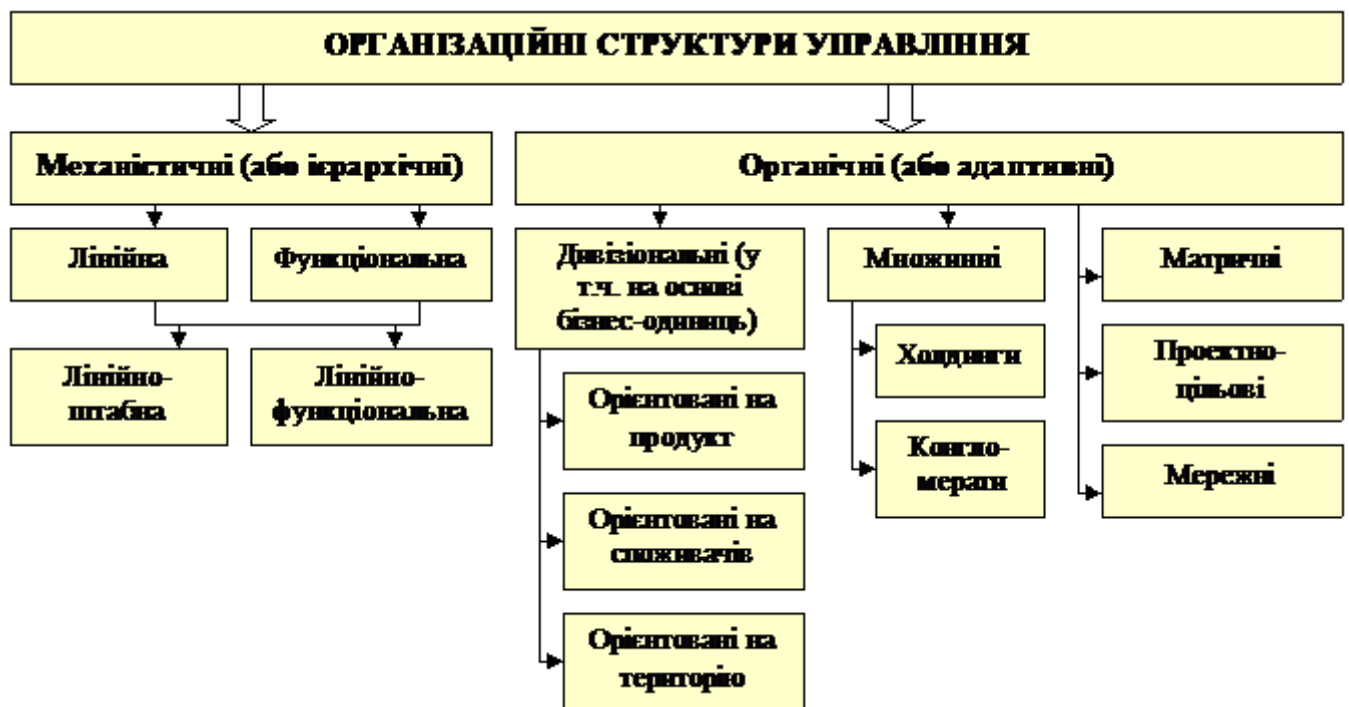 ОРГАНІЗАЦІЙНІ СТРУКТУРИ УПРАВЛІННЯ
Механістичні (або ієрархічні)
Органічні (або адаптивні)
Лінійна
Функціональна
Лінійно-
штабна
Лінійно-
функціональна
Дивізіональні (у
т.ч. на основі
бізнес-одиниць)
Орієнтовані на
продукт
Орієнтовані на
споживачів
Орієнтовані на
територію
Множинні
Холдинги
Конгло-
мерати
Матричні
Проектно-
цільові
Мережні